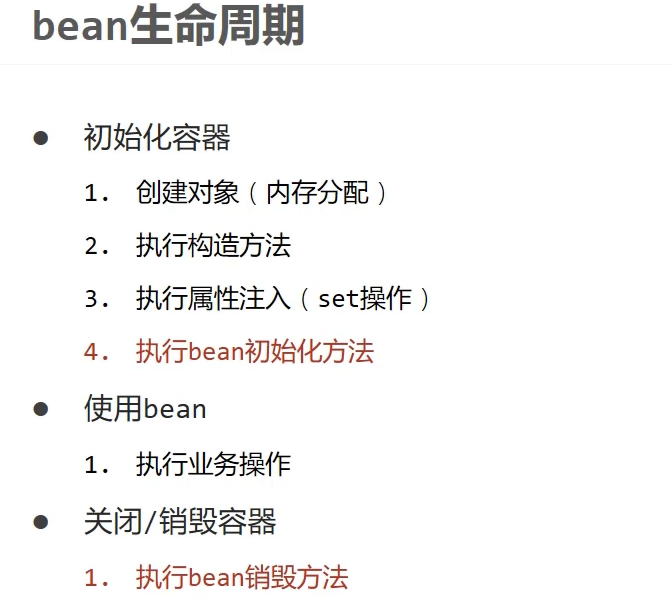 bean生命周期
● 初始化容器
1. 创建对象（内存分配）
2. 执行构造方法
3. 执行属性注入（set操作）
4. 执行bean初始化方法
● 使用bean
1. 执行业务操作
● 关闭/销毁容器
1. 执行bean销毁方法